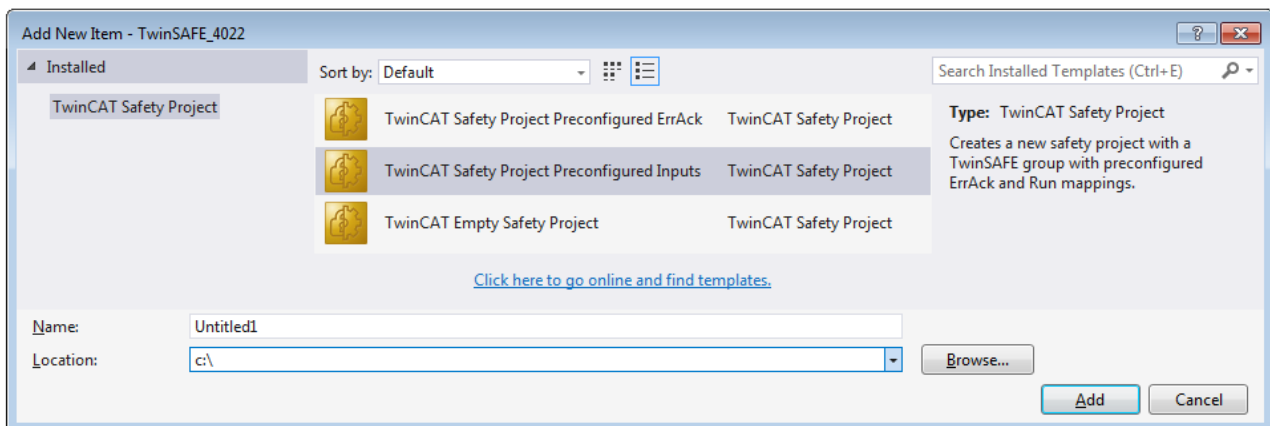 Add New Item - TwinSAFE_4022
Installed
TwinCAT Safety Project
Sort by: Default
Search Installed Templates (Ctrl+E)
TwinCAT Safety Project Preconfigured ErrAck TwinCAT Safety Project
TwinCAT Safety Project Preconfigured Inputs TwinCAT Safety Project
TwinCAT Empty Safety Project TwinCAT Safety Project
Click here to go online and find templates.
Type: TwinCAT Safety Project
Creates a new safety project with a
TwinSAFE group with preconfigured
ErrAck and Run mappings.
Name: Untitled1
Location: c:\
Browse...
Add Cancel